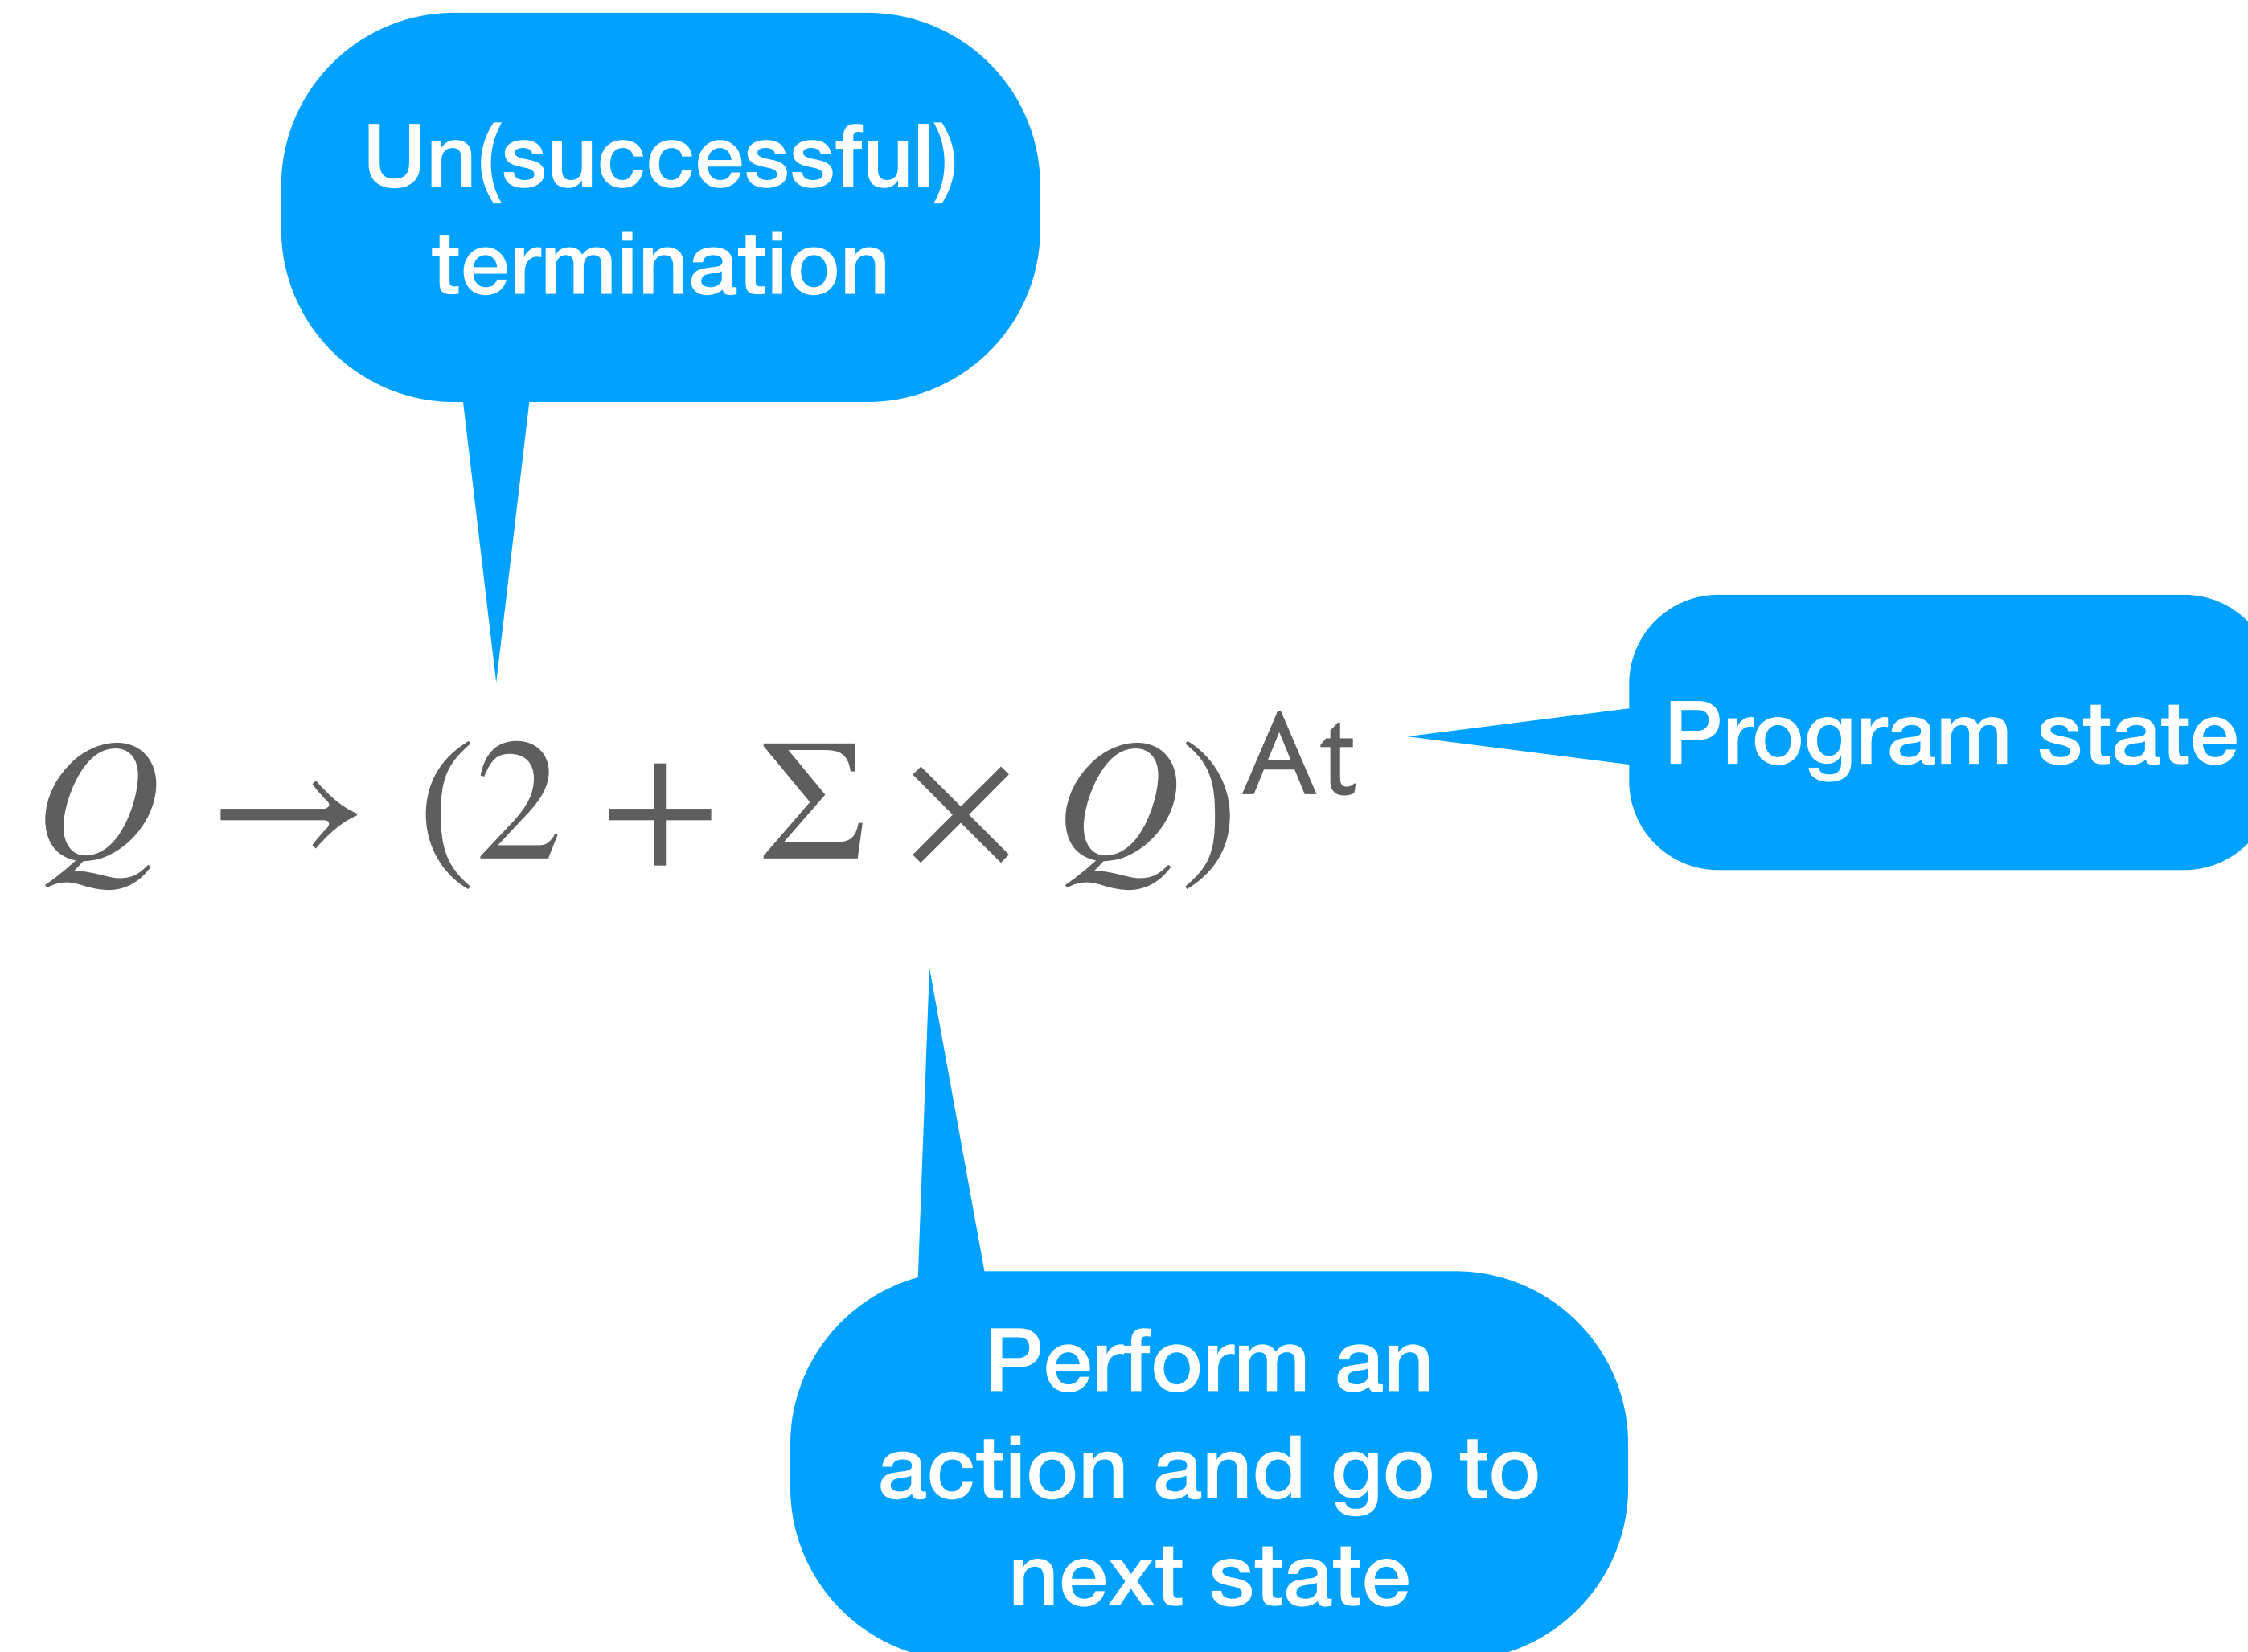 Un(successful)
termination
Q → (2 + Σ × Q)^At
Program state
Perform an
action and go to
next state